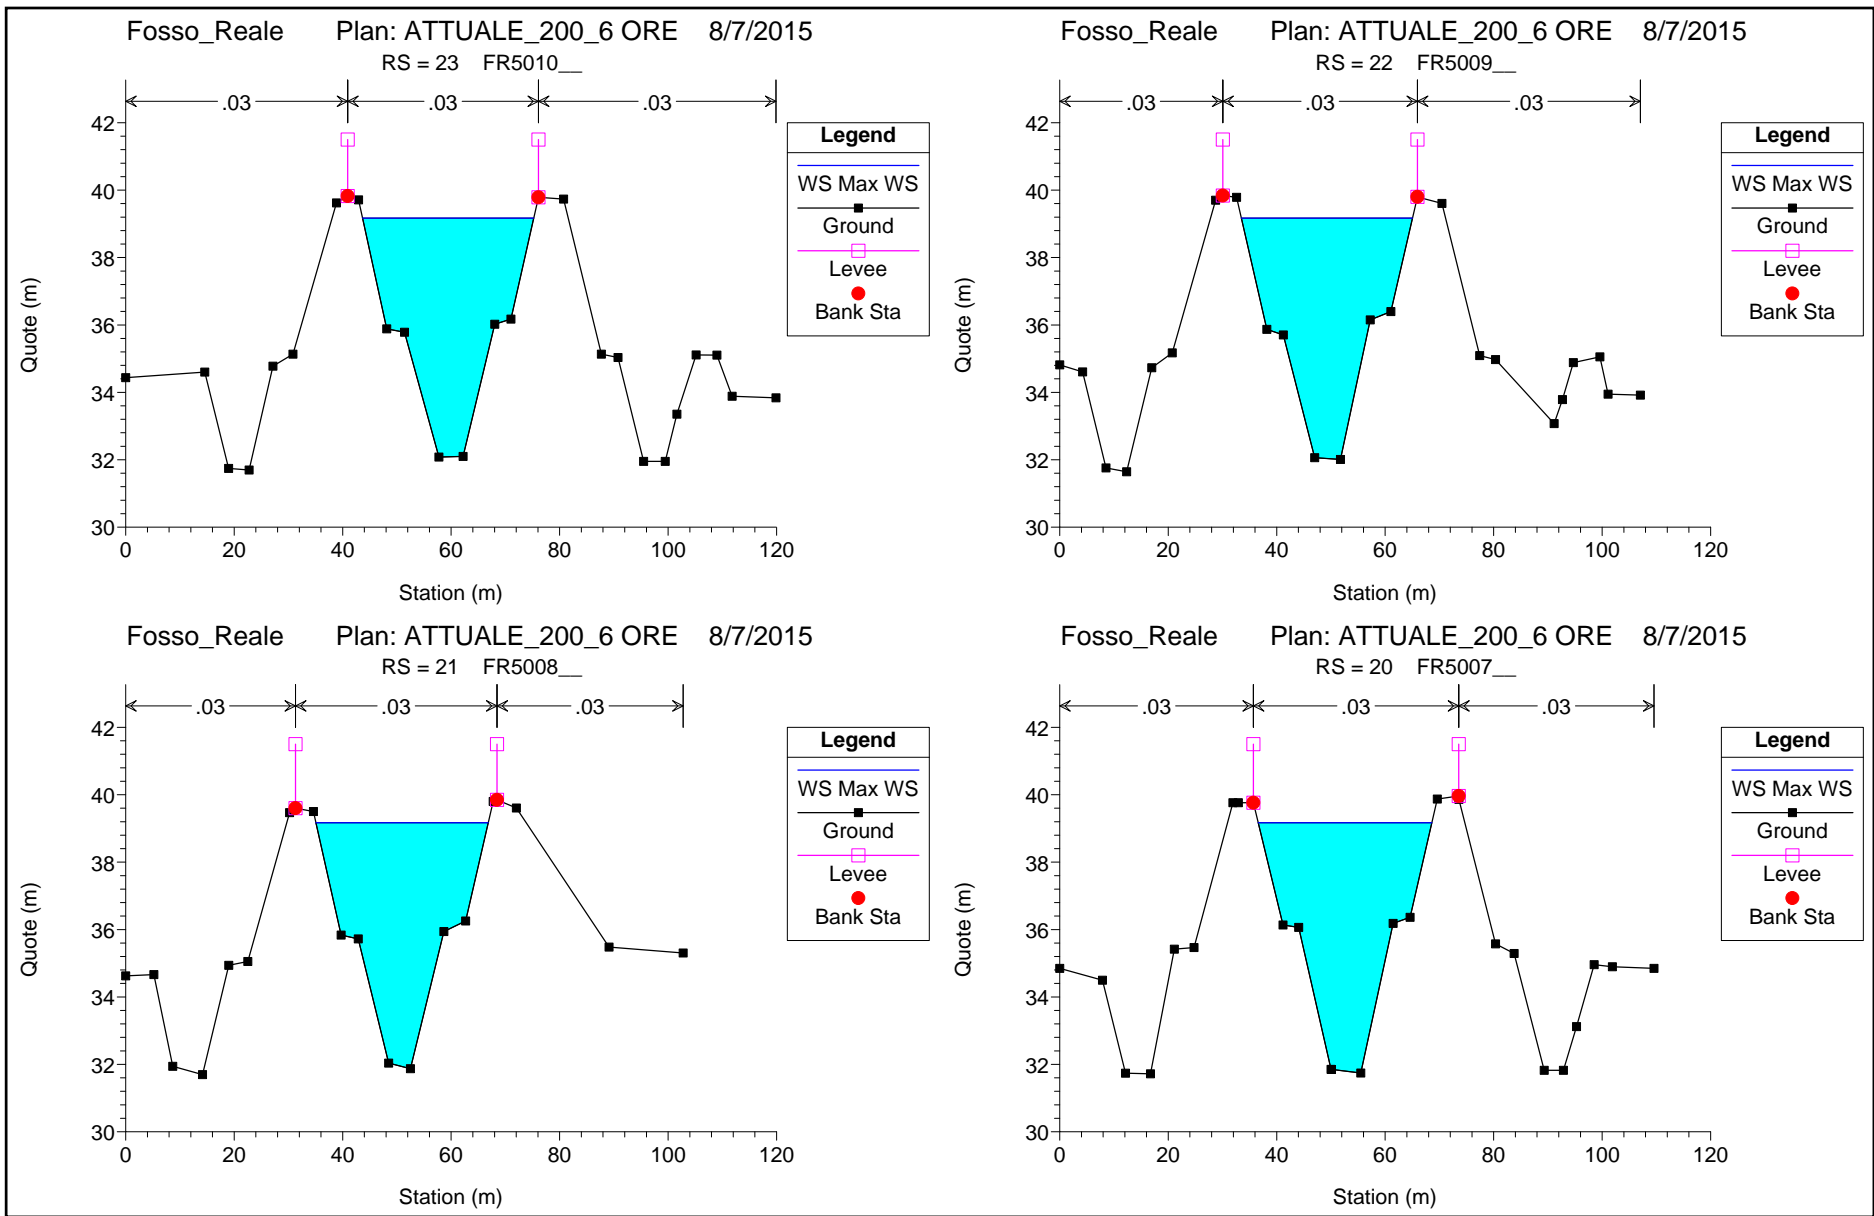 Fosso_Reale Plan: ATTUALE_200_6 ORE 8/7/2015
RS = 23 FR5010__
.03 .03 .03
42
40
38
36
34
32
30
0 20 40 60 80 100 120
Station (m)
Quote (m)
Legend
WS Max WS
Ground
Levee
Bank Sta
Fosso_Reale Plan: ATTUALE_200_6 ORE 8/7/2015
RS = 22 FR5009__
.03 .03 .03
42
40
38
36
34
32
30
0 20 40 60 80 100 120
Station (m)
Quote (m)
Legend
WS Max WS
Ground
Levee
Bank Sta
Fosso_Reale Plan: ATTUALE_200_6 ORE 8/7/2015
RS = 21 FR5008__
.03 .03 .03
42
40
38
36
34
32
30
0 20 40 60 80 100 120
Station (m)
Quote (m)
Legend
WS Max WS
Ground
Levee
Bank Sta
Fosso_Reale Plan: ATTUALE_200_6 ORE 8/7/2015
RS = 20 FR5007__
.03 .03 .03
42
40
38
36
34
32
30
0 20 40 60 80 100 120
Station (m)
Quote (m)
Legend
WS Max WS
Ground
Levee
Bank Sta